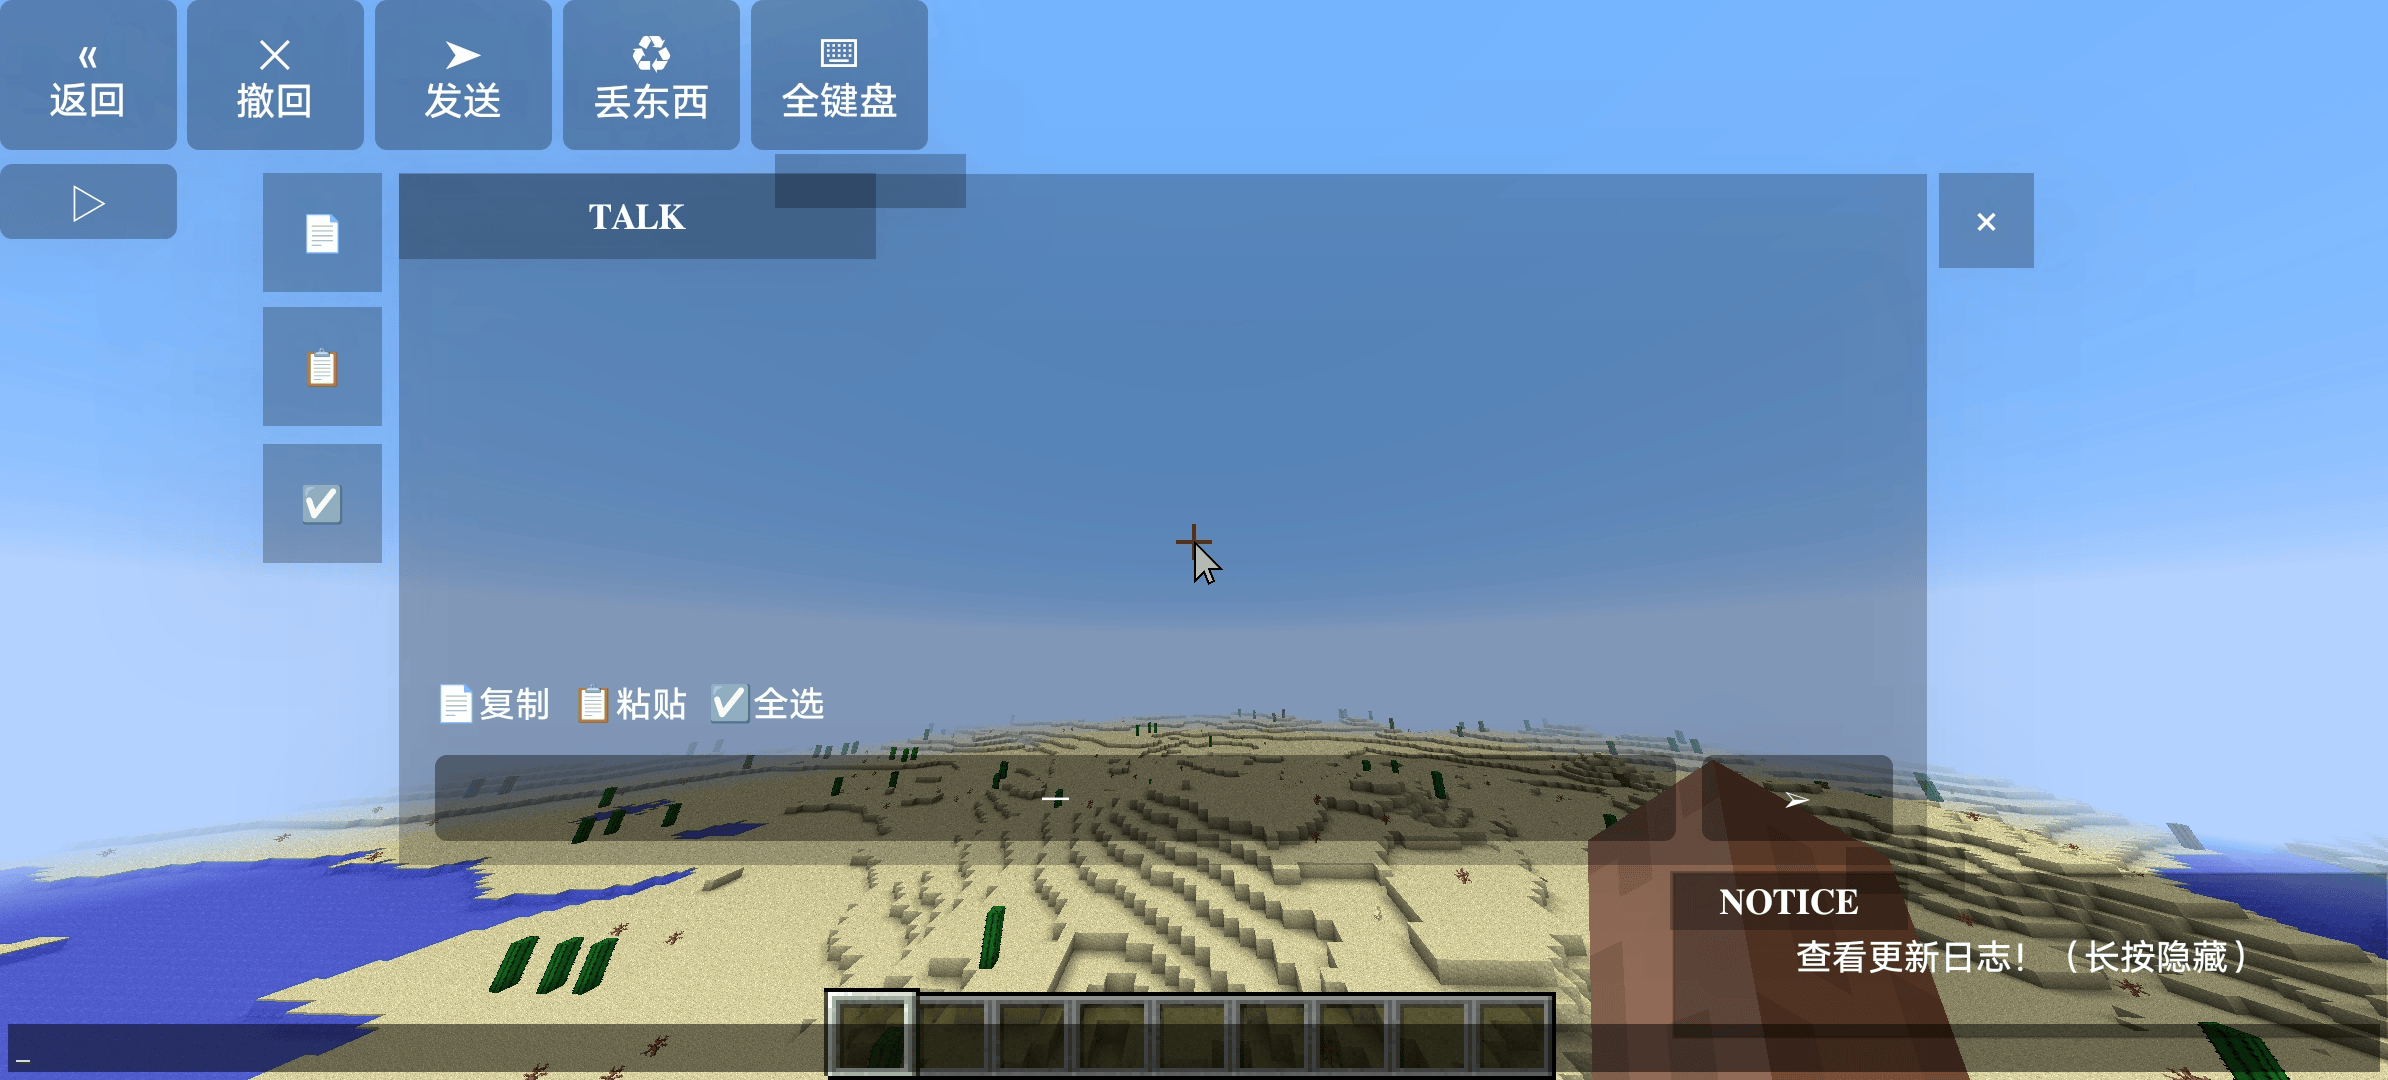 返回
撤回
发送
丢东西
全键盘
TALK
复制 粘贴 全选
NOTICE
查看更新日志！（长按隐藏）